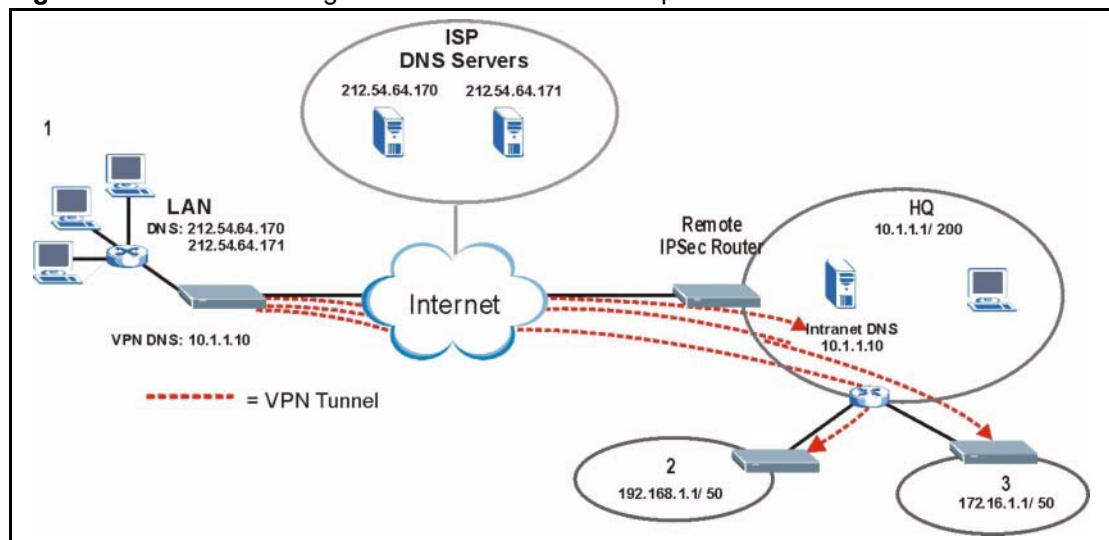 ISP
DNS Servers
212.54.64.170 212.54.64.171
1
LAN
DNS: 212.54.64.170
212.54.64.171
VPN DNS: 10.1.1.10
Internet
Remote
IPSec Router
HQ
10.1.1.1/ 200
Intranet DNS
10.1.1.10
= VPN Tunnel
2
192.168.1.1/ 50
3
172.16.1.1/ 50